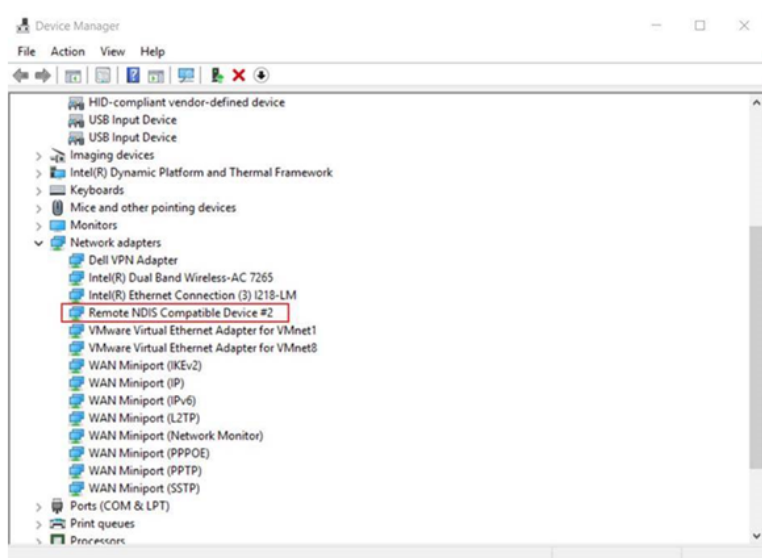 Device Manager
File Action View Help
HID-compliant vendor-defined device
USB Input Device
USB Input Device
Imaging devices
Intel(R) Dynamic Platform and Thermal Framework
Keyboards
Mice and other pointing devices
Monitors
Network adapters
Dell VPN Adapter
Intel(R) Dual Band Wireless-AC 7265
Intel(R) Ethernet Connection (3) I218-LM
Remote NDIS Compatible Device #2
VMware Virtual Ethernet Adapter for VMnet1
VMware Virtual Ethernet Adapter for VMnet8
WAN Miniport (IKEv2)
WAN Miniport (IP)
WAN Miniport (IPv6)
WAN Miniport (L2TP)
WAN Miniport (Network Monitor)
WAN Miniport (PPPOE)
WAN Miniport (PPTP)
WAN Miniport (SSTP)
Ports (COM & LPT)
Print queues
Processors